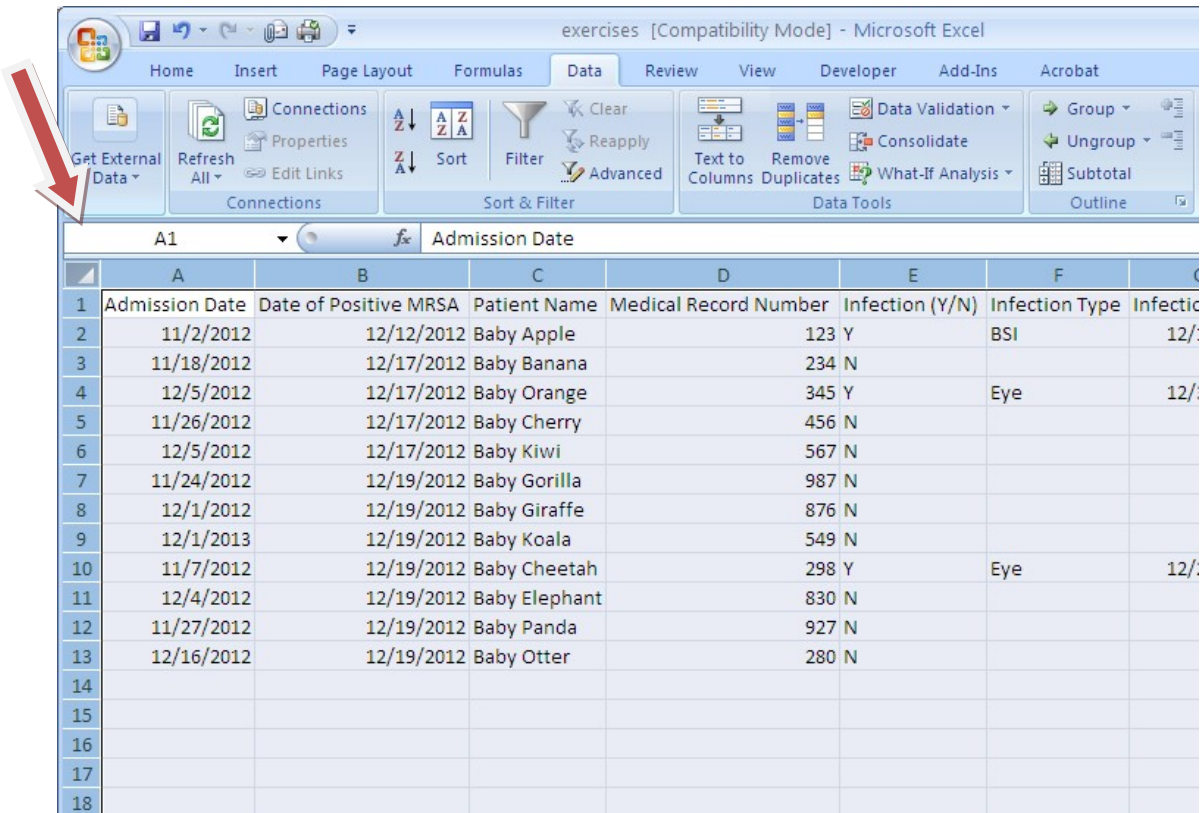 exercises [Compatibility Mode] - Microsoft Excel
Home Insert Page Layout Formulas Data Review View Developer Add-Ins Acrobat
Get External Data
Refresh All
Connections
Properties
Edit Links
Connections
Sort
Filter
Clear
Reapply
Advanced
Sort & Filter
Text to Columns
Remove Duplicates
Data Validation
Consolidate
What-If Analysis
Data Tools
Group
Ungroup
Subtotal
Outline
A1 fx Admission Date
A B C D E F
1 Admission Date Date of Positive MRSA Patient Name Medical Record Number Infection (Y/N) Infection Type
2 11/2/2012 12/12/2012 Baby Apple 123 Y BSI
3 11/18/2012 12/17/2012 Baby Banana 234 N
4 12/5/2012 12/17/2012 Baby Orange 345 Y Eye
5 11/26/2012 12/17/2012 Baby Cherry 456 N
6 12/5/2012 12/17/2012 Baby Kiwi 567 N
7 11/24/2012 12/19/2012 Baby Gorilla 987 N
8 12/1/2012 12/19/2012 Baby Giraffe 876 N
9 12/1/2013 12/19/2012 Baby Koala 549 N
10 11/7/2012 12/19/2012 Baby Cheetah 298 Y Eye
11 12/4/2012 12/19/2012 Baby Elephant 830 N
12 11/27/2012 12/19/2012 Baby Panda 927 N
13 12/16/2012 12/19/2012 Baby Otter 280 N
14
15
16
17
18